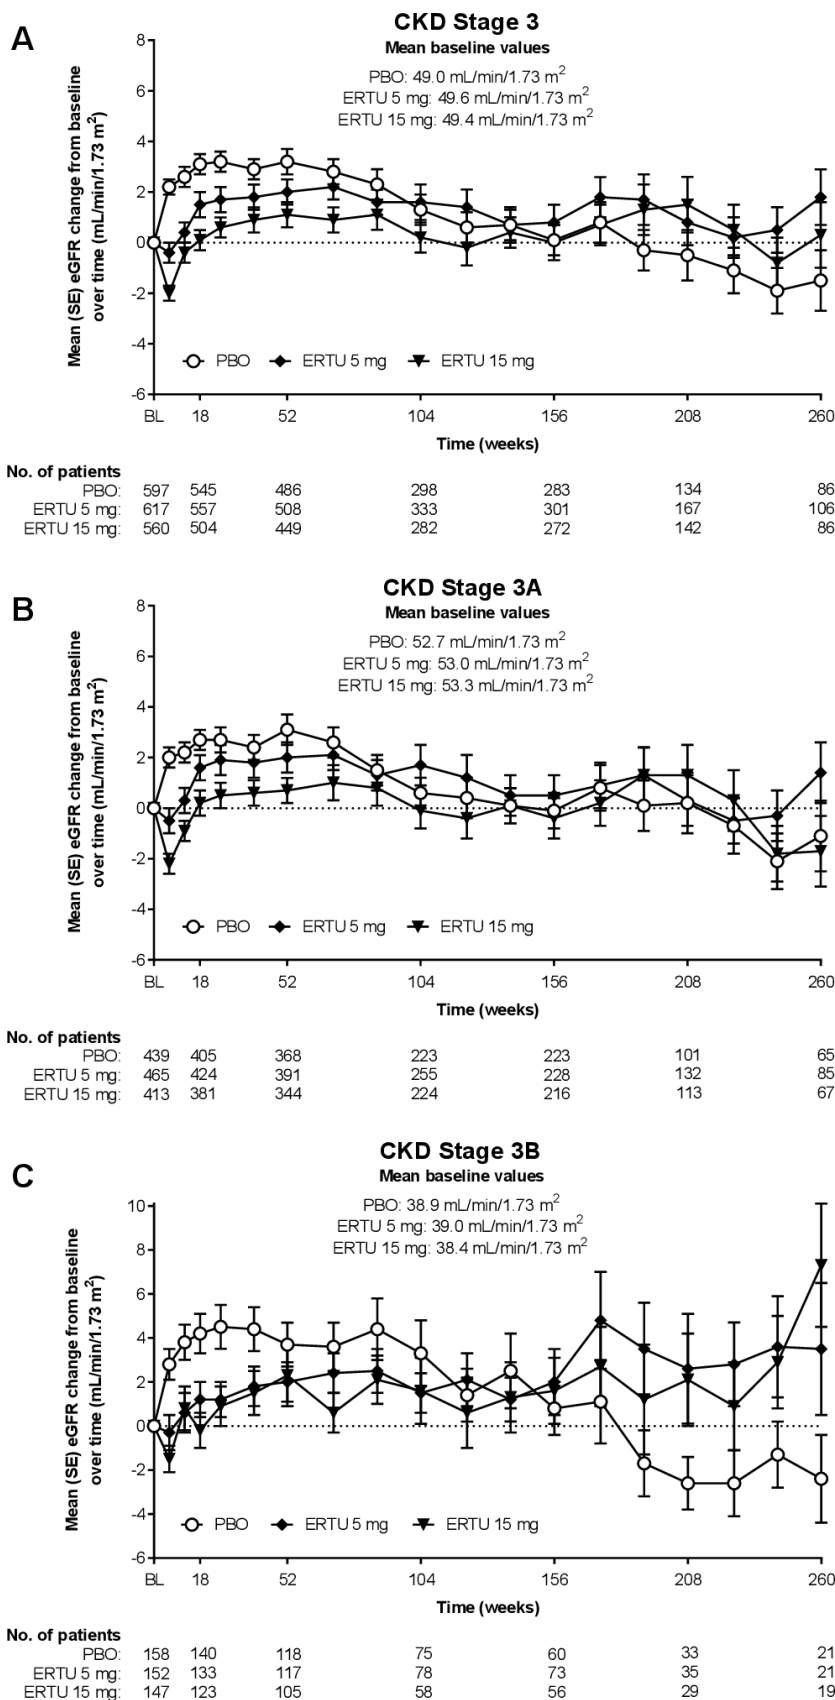 A
CKD Stage 3
Mean baseline values
PBO: 49.0 mL/min/1.73 m²
ERTU 5 mg: 49.6 mL/min/1.73 m²
ERTU 15 mg: 49.4 mL/min/1.73 m²
Mean (SE) eGFR change from baseline
over time (mL/min/1.73 m²)
8
6
4
2
0
-2
-4
-6
PBO ERTU 5 mg ERTU 15 mg
BL 18 52 104 156 208 260
Time (weeks)
No. of patients
PBO: 597 545 486 298 283 134 86
ERTU 5 mg: 617 557 508 333 301 167 106
ERTU 15 mg: 560 504 449 282 272 142 86
B
CKD Stage 3A
Mean baseline values
PBO: 52.7 mL/min/1.73 m²
ERTU 5 mg: 53.0 mL/min/1.73 m²
ERTU 15 mg: 53.3 mL/min/1.73 m²
Mean (SE) eGFR change from baseline
over time (mL/min/1.73 m²)
8
6
4
2
0
-2
-4
-6
PBO ERTU 5 mg ERTU 15 mg
BL 18 52 104 156 208 260
Time (weeks)
No. of patients
PBO: 439 405 368 223 223 101 65
ERTU 5 mg: 465 424 391 255 228 132 85
ERTU 15 mg: 413 381 344 224 216 113 67
C
CKD Stage 3B
Mean baseline values
PBO: 38.9 mL/min/1.73 m²
ERTU 5 mg: 39.0 mL/min/1.73 m²
ERTU 15 mg: 38.4 mL/min/1.73 m²
Mean (SE) eGFR change from baseline
over time (mL/min/1.73 m²)
10
8
6
4
2
0
-2
-4
-6
PBO ERTU 5 mg ERTU 15 mg
BL 18 52 104 156 208 260
Time (weeks)
No. of patients
PBO: 158 140 118 75 60 33 21
ERTU 5 mg: 152 133 117 78 73 35 21
ERTU 15 mg: 147 123 105 58 56 29 19